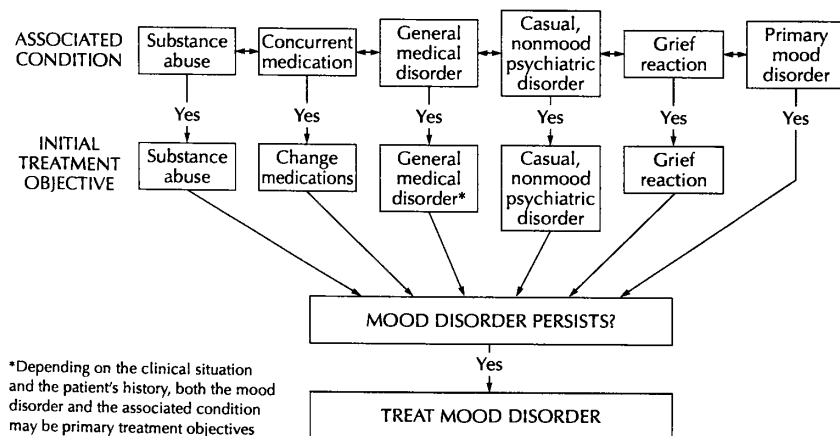 ASSOCIATED
CONDITION
Substance
abuse
Concurrent
medication
General
medical
disorder
Casual,
nonmood
psychiatric
disorder
Grief
reaction
Primary
mood
disorder
Yes
Yes
Yes
Yes
Yes
Yes
INITIAL
TREATMENT
OBJECTIVE
Substance
abuse
Change
medications
General
medical
disorder*
Casual,
nonmood
psychiatric
disorder
Grief
reaction
MOOD DISORDER PERSISTS?
Yes
TREAT MOOD DISORDER
*Depending on the clinical situation
and the patient's history, both the mood
disorder and the associated condition
may be primary treatment objectives